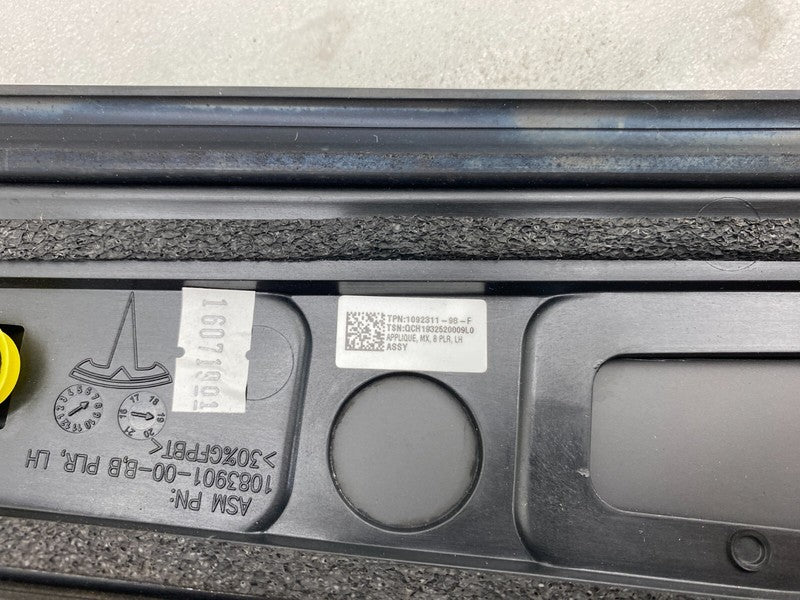 TPN:1092311-98-F
TSN:QCH1932520009L0
APPLIQUE, MX, B PLR, LH
ASSY
16071901
>30%GFPBT<
ASM PN:
1083901-00-B,B PLR, LH